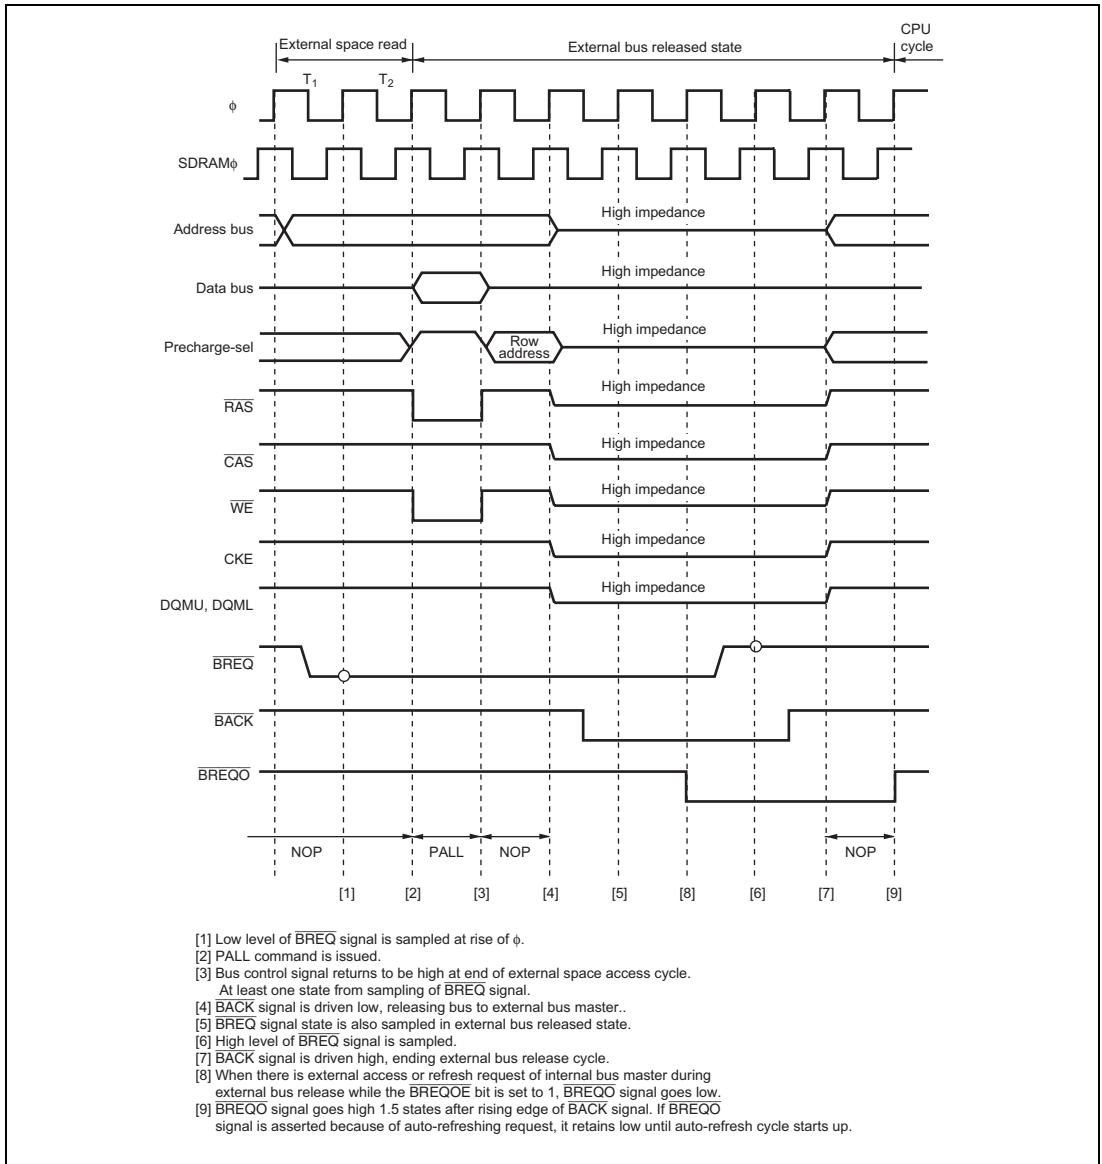 External space read
External bus released state
CPU
cycle
T1
T2
ϕ
SDRAMϕ
Address bus
High impedance
Data bus
High impedance
Precharge-sel
Row
address
High impedance
RAS
High impedance
CAS
High impedance
WE
High impedance
CKE
High impedance
DQMU, DQML
High impedance
BREQ
BACK
BREQO
NOP
PALL
NOP
NOP
[1]
[2]
[3]
[4]
[5]
[8]
[6]
[7]
[9]
[1] Low level of BREQ signal is sampled at rise of ϕ.
[2] PALL command is issued.
[3] Bus control signal returns to be high at end of external space access cycle.
At least one state from sampling of BREQ signal.
[4] BACK signal is driven low, releasing bus to external bus master..
[5] BREQ signal state is also sampled in external bus released state.
[6] High level of BREQ signal is sampled.
[7] BACK signal is driven high, ending external bus release cycle.
[8] When there is external access or refresh request of internal bus master during
external bus release while the BREQOE bit is set to 1, BREQO signal goes low.
[9] BREQO signal goes high 1.5 states after rising edge of BACK signal. If BREQO
signal is asserted because of auto-refreshing request, it retains low until auto-refresh cycle starts up.